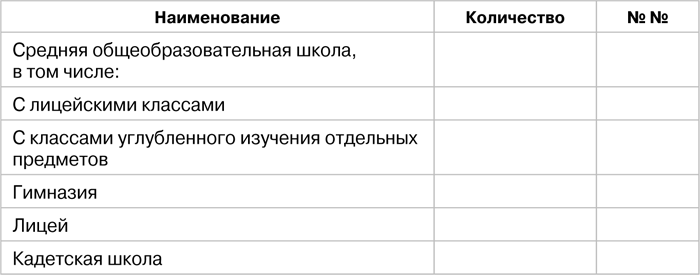 Наименование Количество № №
Средняя общеобразовательная школа,
в том числе:
С лицейскими классами
С классами углубленного изучения отдельных
предметов
Гимназия
Лицей
Кадетская школа